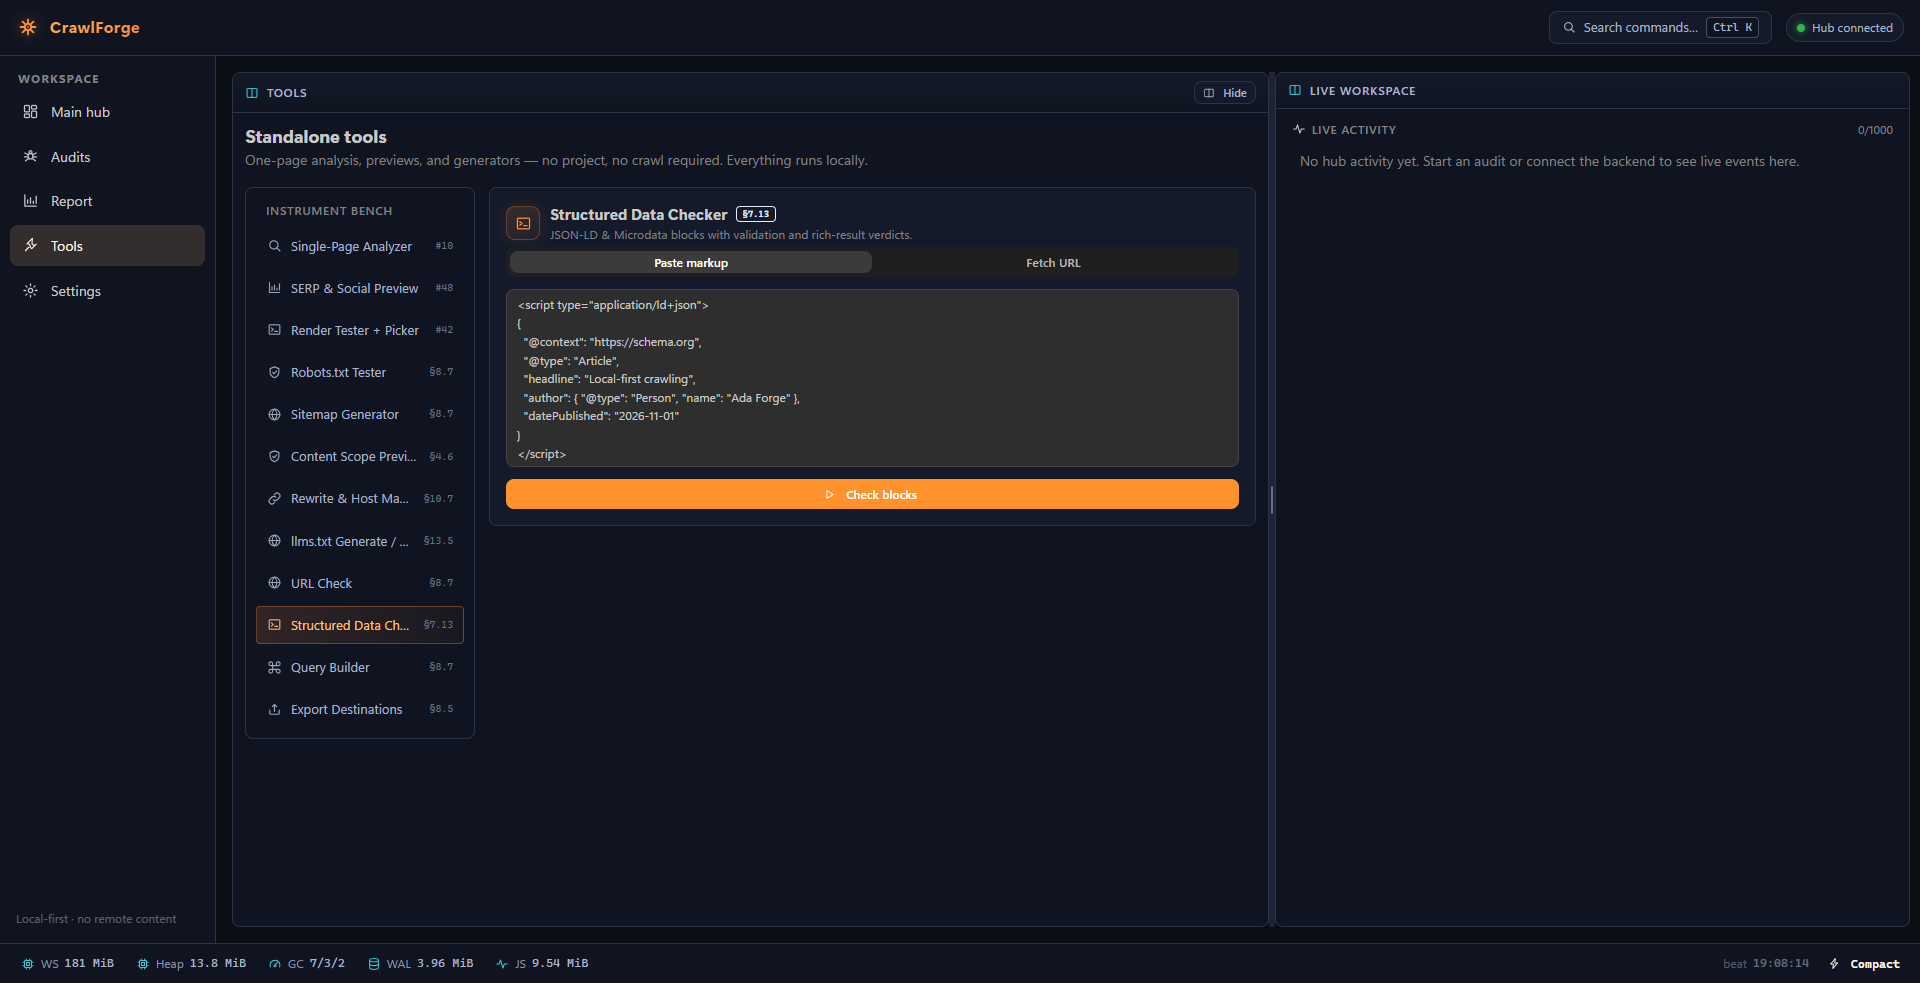 CrawlForge
Search commands... Ctrl K
Hub connected
WORKSPACE
Main hub
Audits
Report
Tools
Settings
Local-first · no remote content
TOOLS
Hide
Standalone tools
One-page analysis, previews, and generators — no project, no crawl required. Everything runs locally.
INSTRUMENT BENCH
Single-Page Analyzer #10
SERP & Social Preview #48
Render Tester + Picker #42
Robots.txt Tester §8.7
Sitemap Generator §8.7
Content Scope Previ... §4.6
Rewrite & Host Ma... §10.7
llms.txt Generate / ... §13.5
URL Check §8.7
Structured Data Ch... §7.13
Query Builder §8.7
Export Destinations §8.5
Structured Data Checker §7.13
JSON-LD & Microdata blocks with validation and rich-result verdicts.
Paste markup
Fetch URL
<script type="application/ld+json">
{
"@context": "https://schema.org",
"@type": "Article",
"headline": "Local-first crawling",
"author": { "@type": "Person", "name": "Ada Forge" },
"datePublished": "2026-11-01"
}
</script>
Check blocks
LIVE WORKSPACE
LIVE ACTIVITY 0/1000
No hub activity yet. Start an audit or connect the backend to see live events here.
WS 181 MiB Heap 13.8 MiB GC 7/3/2 WAL 3.96 MiB JS 9.54 MiB
beat 19:08:14 Compact